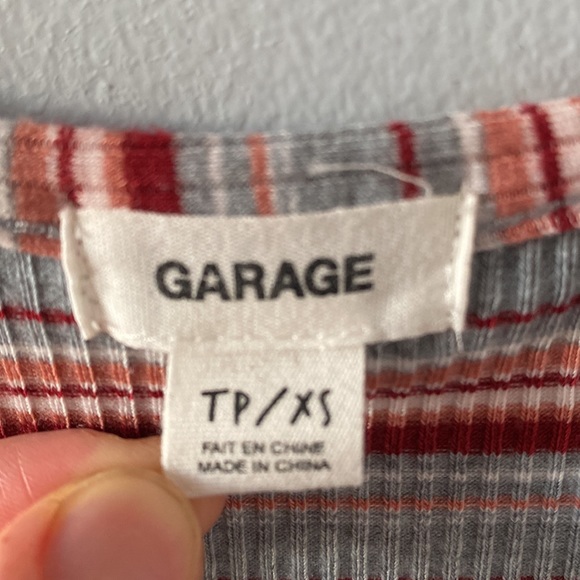 GARAGE
TP/XS
FAIT EN CHINE
MADE IN CHINA